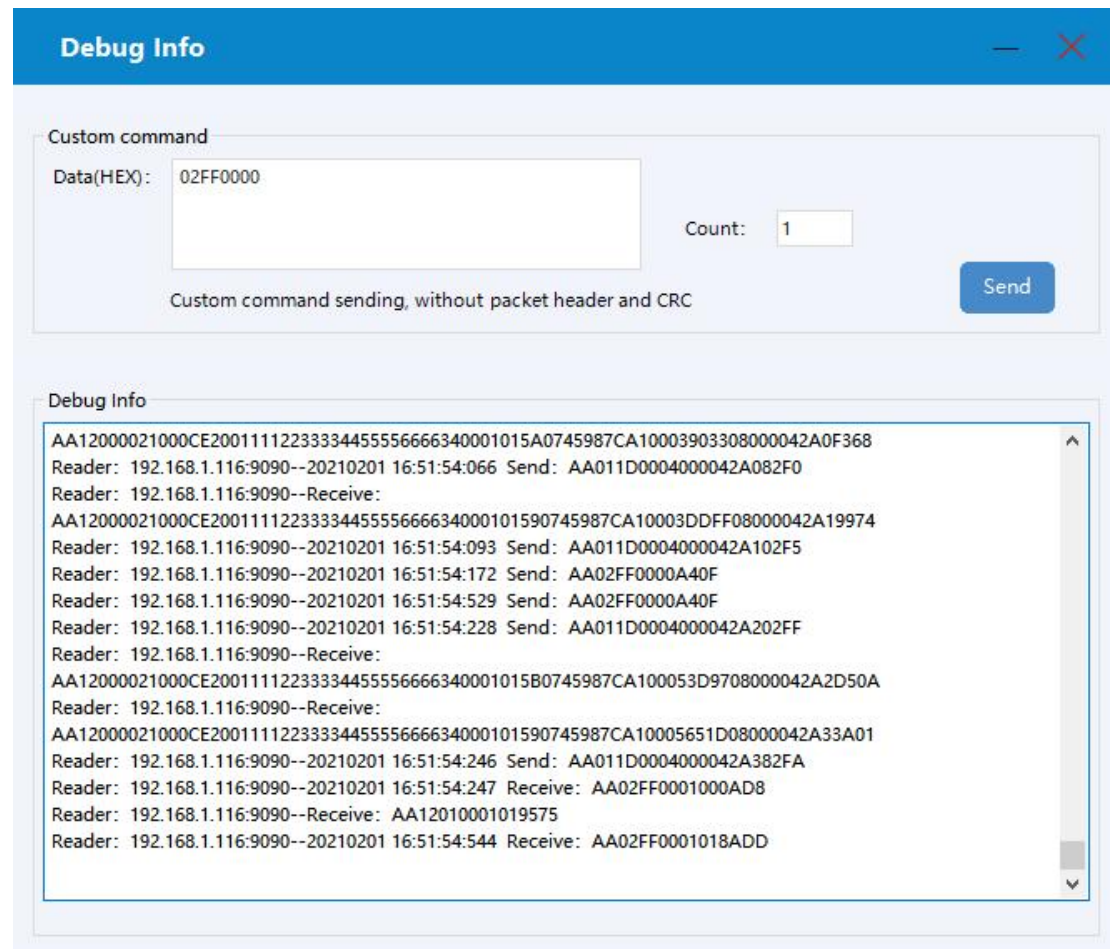 Debug Info
Custom command
Data(HEX):
02FF0000
Count:
1
Send
Custom command sending, without packet header and CRC
Debug Info
AA12000021000CE20011112233334455556666340001015A0745987CA10003903308000042A0F368
Reader: 192.168.1.116:9090--20210201 16:51:54:066 Send: AA011D0004000042A082F0
Reader: 192.168.1.116:9090--Receive:
AA12000021000CE2001111223333445555666634000101590745987CA10003DDFF08000042A19974
Reader: 192.168.1.116:9090--20210201 16:51:54:093 Send: AA011D0004000042A102F5
Reader: 192.168.1.116:9090--20210201 16:51:54:172 Send: AA02FF0000A40F
Reader: 192.168.1.116:9090--20210201 16:51:54:529 Send: AA02FF0000A40F
Reader: 192.168.1.116:9090--20210201 16:51:54:228 Send: AA011D0004000042A202FF
Reader: 192.168.1.116:9090--Receive:
AA12000021000CE20011112233334455556666340001015B0745987CA100053D9708000042A2D50A
Reader: 192.168.1.116:9090--Receive:
AA12000021000CE2001111223333445555666634000101590745987CA10005651D08000042A33A01
Reader: 192.168.1.116:9090--20210201 16:51:54:246 Send: AA011D0004000042A382FA
Reader: 192.168.1.116:9090--20210201 16:51:54:247 Receive: AA02FF0001000AD8
Reader: 192.168.1.116:9090--Receive: AA12010001019575
Reader: 192.168.1.116:9090--20210201 16:51:54:544 Receive: AA02FF0001018ADD